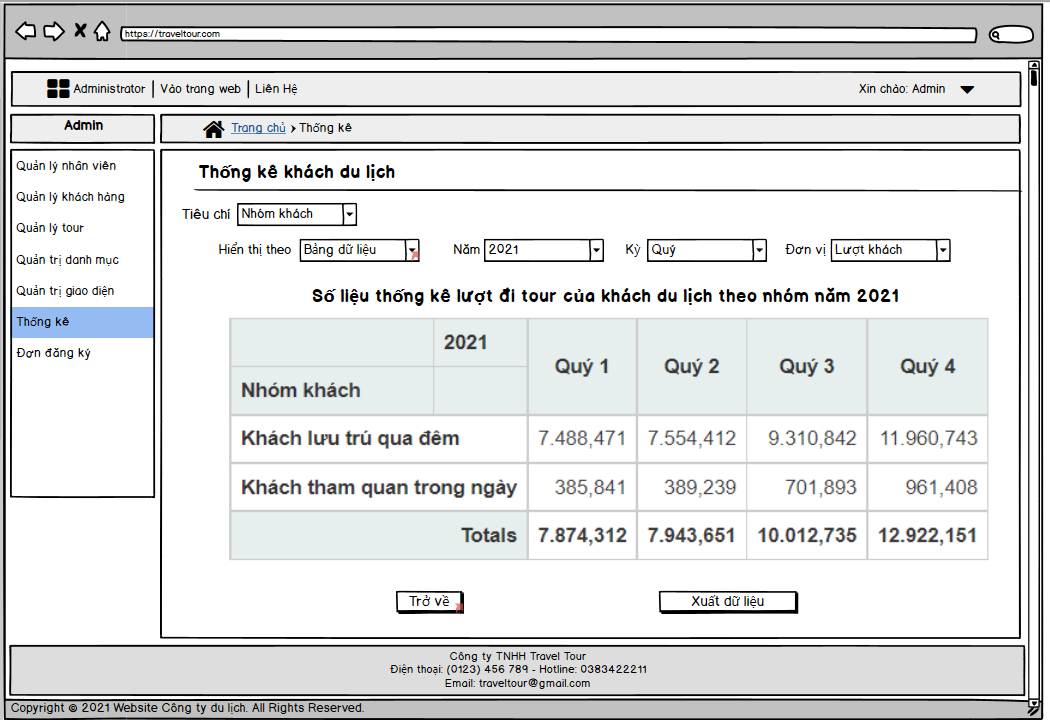 https://traveltour.com
Administrator | Vào trang web | Liên Hệ
Xin chào: Admin
Admin
Trang chủ › Thống kê
Quản lý nhân viên
Quản lý khách hàng
Quản lý tour
Quản trị danh mục
Quản trị giao diện
Thống kê
Đơn đăng ký
Thống kê khách du lịch
Tiêu chí Nhóm khách
Hiển thị theo Bảng dữ liệu Năm 2021 Kỳ Quý Đơn vị Lượt khách
Số liệu thống kê lượt đi tour của khách du lịch theo nhóm năm 2021
2021 Quý 1 Quý 2 Quý 3 Quý 4
Nhóm khách
Khách lưu trú qua đêm 7.488,471 7.554,412 9.310,842 11.960,743
Khách tham quan trong ngày 385,841 389,239 701,893 961,408
Totals 7.874,312 7.943,651 10.012,735 12.922,151
Trở về Xuất dữ liệu
Công ty TNHH Travel Tour
Điện thoại: (0123) 456 789 - Hotline: 0383422211
Email: traveltour@gmail.com
Copyright © 2021 Website Công ty du lịch. All Rights Reserved.